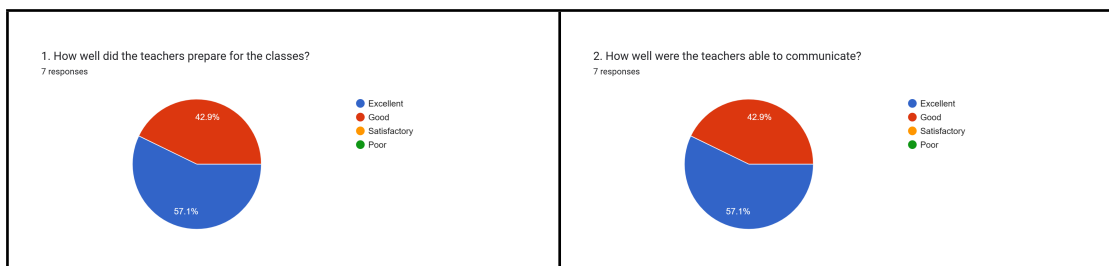 1. How well did the teachers prepare for the classes?
7 responses
42.9%
57.1%
Excellent
Good
Satisfactory
Poor
2. How well were the teachers able to communicate?
7 responses
42.9%
57.1%
Excellent
Good
Satisfactory
Poor